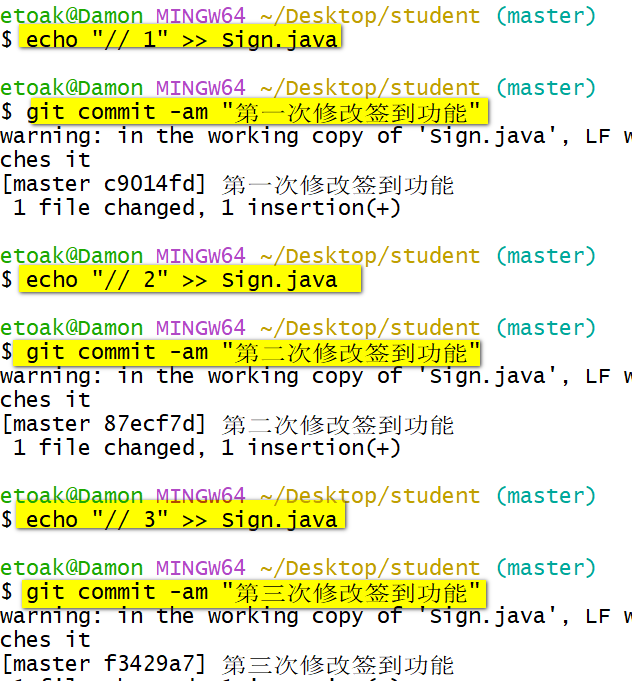 etoak@Damon MINGW64 ~/Desktop/student (master)
$ echo "// 1" >> Sign.java
etoak@Damon MINGW64 ~/Desktop/student (master)
$ git commit -am "第一次修改签到功能"
warning: in the working copy of 'Sign.java', LF w
ches it
[master c9014fd] 第一次修改签到功能
1 file changed, 1 insertion(+)
etoak@Damon MINGW64 ~/Desktop/student (master)
$ echo "// 2" >> Sign.java
etoak@Damon MINGW64 ~/Desktop/student (master)
$ git commit -am "第二次修改签到功能"
warning: in the working copy of 'Sign.java', LF w
ches it
[master 87ecf7d] 第二次修改签到功能
1 file changed, 1 insertion(+)
etoak@Damon MINGW64 ~/Desktop/student (master)
$ echo "// 3" >> Sign.java
etoak@Damon MINGW64 ~/Desktop/student (master)
$ git commit -am "第三次修改签到功能"
warning: in the working copy of 'Sign.java', LF w
ches it
[master f3429a7] 第三次修改签到功能